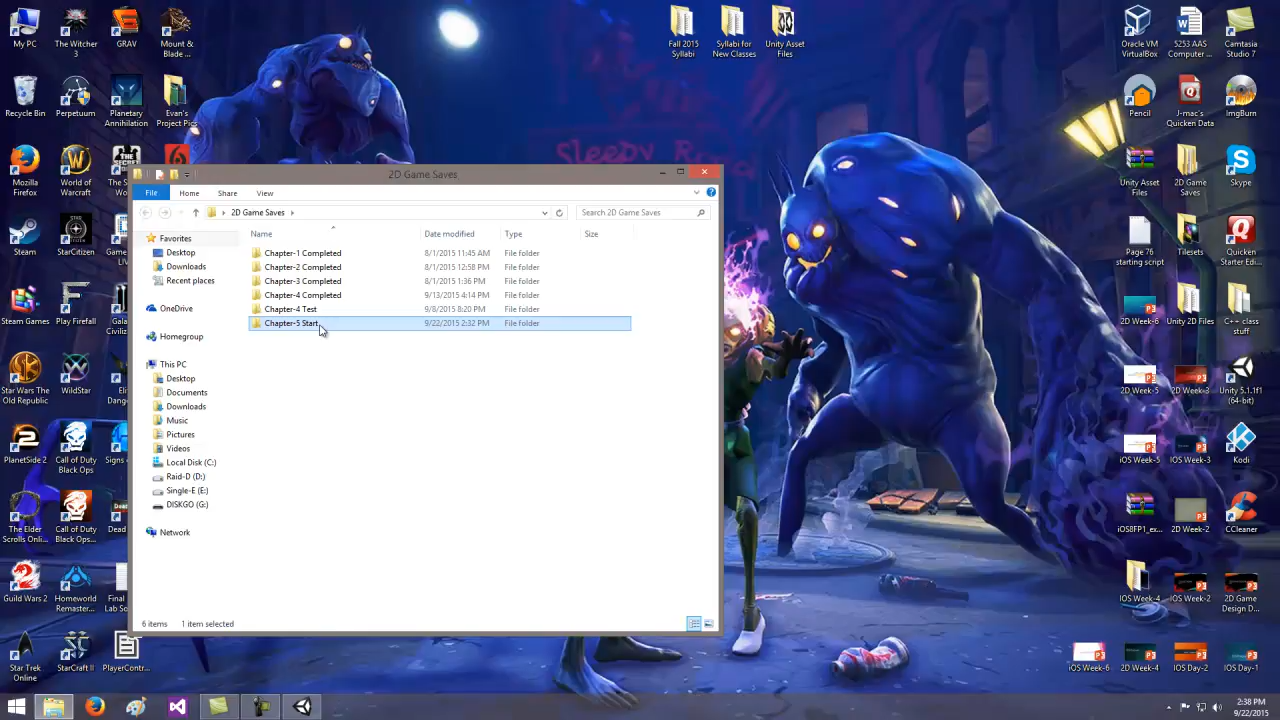 My PC
The Witcher
GRAV
Mount & Blade 3
Fall 2015 Syllabi
Syllabi for New Classes
Unity Asset Files
Oracle VM VirtualBox
5253 AAS Computer
Camtasia Studio 7
Recycle Bin
Perpetuum
Planetary Annihilation
Evan's Project Pics
Pencil
J-mac's Quicken Data
ImgBurn
Sleepy R
Mozilla Firefox
World of Warcraft
THE SECRET
2D Game Saves
File
Home
Share
View
2D Game Saves
Search 2D Game Saves
Unity Asset Files
2D Game Saves
Skype
Name
Date modified
Type
Size
Favorites
Desktop
Downloads
Recent places
OneDrive
Homegroup
This PC
Desktop
Documents
Downloads
Music
Pictures
Videos
Local Disk (C:)
Raid-D (D:)
Single-E (E:)
DISKGO (G:)
Network
Chapter-1 Completed 8/1/2015 11:45 AM File folder
Chapter-2 Completed 8/1/2015 12:58 PM File folder
Chapter-3 Completed 8/1/2015 1:36 PM File folder
Chapter-4 Completed 9/13/2015 4:14 PM File folder
Chapter-4 Test 9/8/2015 8:20 PM File folder
Chapter-5 Start 9/22/2015 2:32 PM File folder
6 items
1 item selected
Steam
StarCitizen
Page 76 starting script
Tilesets
Quicken Starter Edi...
Steam Games
Play Firefall
2D Week-6
Unity 2D Files
C++ class stuff
Star Wars The Old Republic
WildStar
2D Week-5
2D Week-3
Unity 5.1.1f1 (64-bit)
PlanetSide 2
Call of Duty Black Ops
Signs
iOS Week-5
iOS Week-3
Kodi
The Elder Scrolls Onli...
Call of Duty Black Ops
Dead
iOS8FP1_ex...
2D Week-2
CCleaner
Guild Wars 2
Homeworld Remaster...
Final Lab So
IOS Week-4
IOS Week-2
2D Game Design D...
Star Trek Online
StarCraft II
PlayerContr...
IOS Week-6
2D Week-4
IOS Day-2
IOS Day-1
2:38 PM
9/22/2015